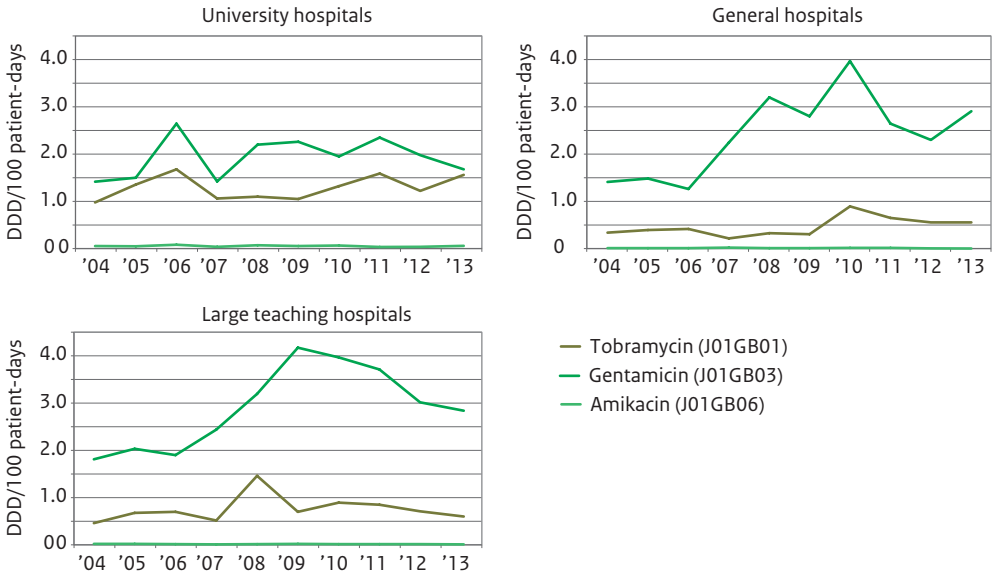 University hospitals
DDD/100 patient-days
4.0
3.0
2.0
1.0
0 0
’04 ’05 ’06 ’07 ’08 ’09 ’10 ’11 ’12 ’13
General hospitals
DDD/100 patient-days
4.0
3.0
2.0
1.0
0
’04 ’05 ’06 ’07 ’08 ’09 ’10 ’11 ’12 ’13
Large teaching hospitals
DDD/100 patient-days
4.0
3.0
2.0
1.0
00
’04 ’05 ’06 ’07 ’08 ’09 ’10 ’11 ’12 ’13
Tobramycin (J01GB01)
Gentamicin (J01GB03)
Amikacin (J01GB06)